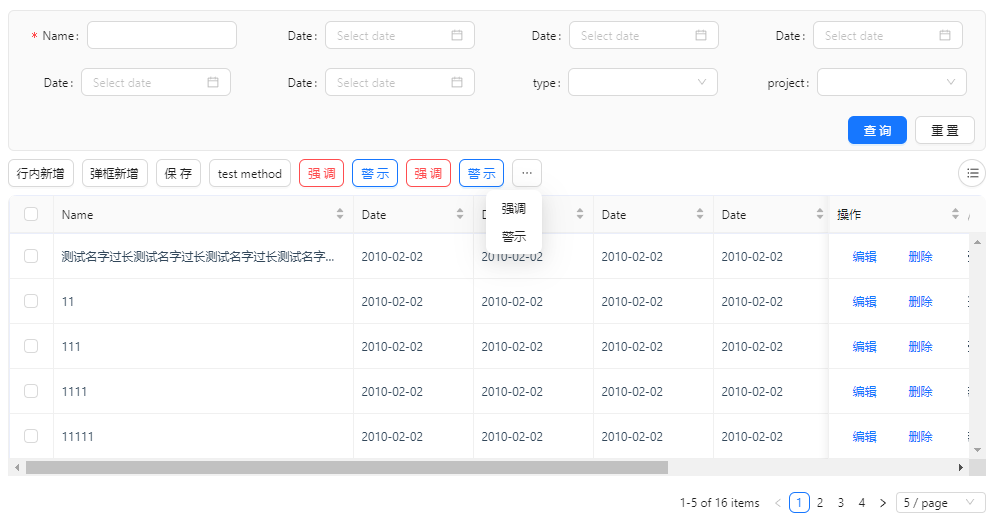 * Name: Date: Select date Date: Select date Date: Select date
Date: Select date Date: Select date type: project:
查 询 重 置
行内新增 弹框新增 保 存 test method 强 调 警 示 强 调 警 示 ···
强调
警示
Name Date Date Date 操作
测试名字过长测试名字过长测试名字过长测试名字... 2010-02-02 2010-02-02 2010-02-02 2010-02-02 编辑 删除
11 2010-02-02 2010-02-02 2010-02-02 2010-02-02 编辑 删除
111 2010-02-02 2010-02-02 2010-02-02 2010-02-02 编辑 删除
1111 2010-02-02 2010-02-02 2010-02-02 2010-02-02 编辑 删除
11111 2010-02-02 2010-02-02 2010-02-02 2010-02-02 编辑 删除
1-5 of 16 items < 1 2 3 4 > 5 / page